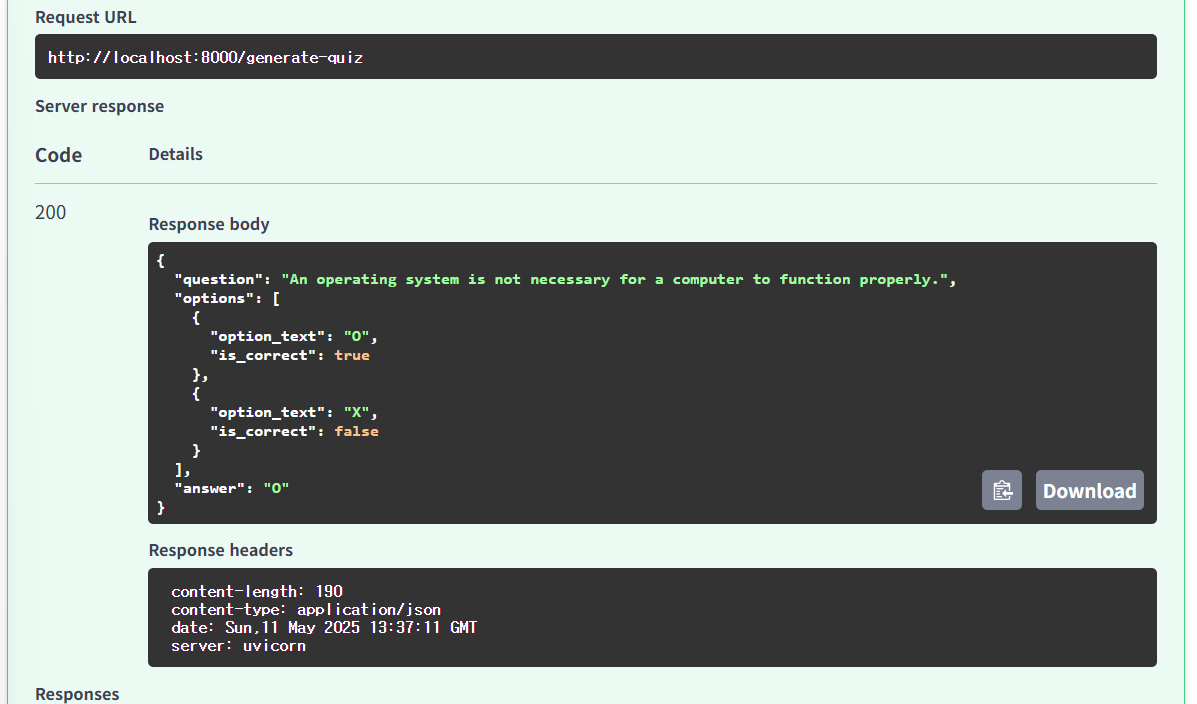 Request URL
http://localhost:8000/generate-quiz
Server response
Code Details
200
Response body
{
  "question": "An operating system is not necessary for a computer to function properly.",
  "options": [
    {
      "option_text": "O",
      "is_correct": true
    },
    {
      "option_text": "X",
      "is_correct": false
    }
  ],
  "answer": "O"
}
Download
Response headers
content-length: 190
content-type: application/json
date: Sun,11 May 2025 13:37:11 GMT
server: uvicorn
Responses